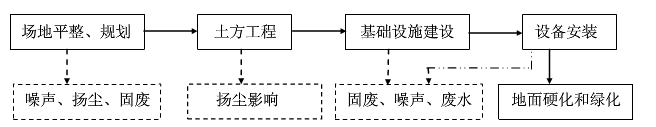 场地平整、规划
土方工程
基础设施建设
设备安装
噪声、扬尘、固废
扬尘影响
固废、噪声、废水
地面硬化和绿化